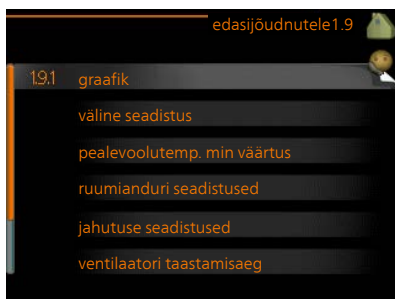 edasijõudnutele1.9
1.9.1 graafik
väline seadistus
pealevoolutemp. min väärtus
ruumianduri seadistused
jahutuse seadistused
ventilaatori taastamisaeg